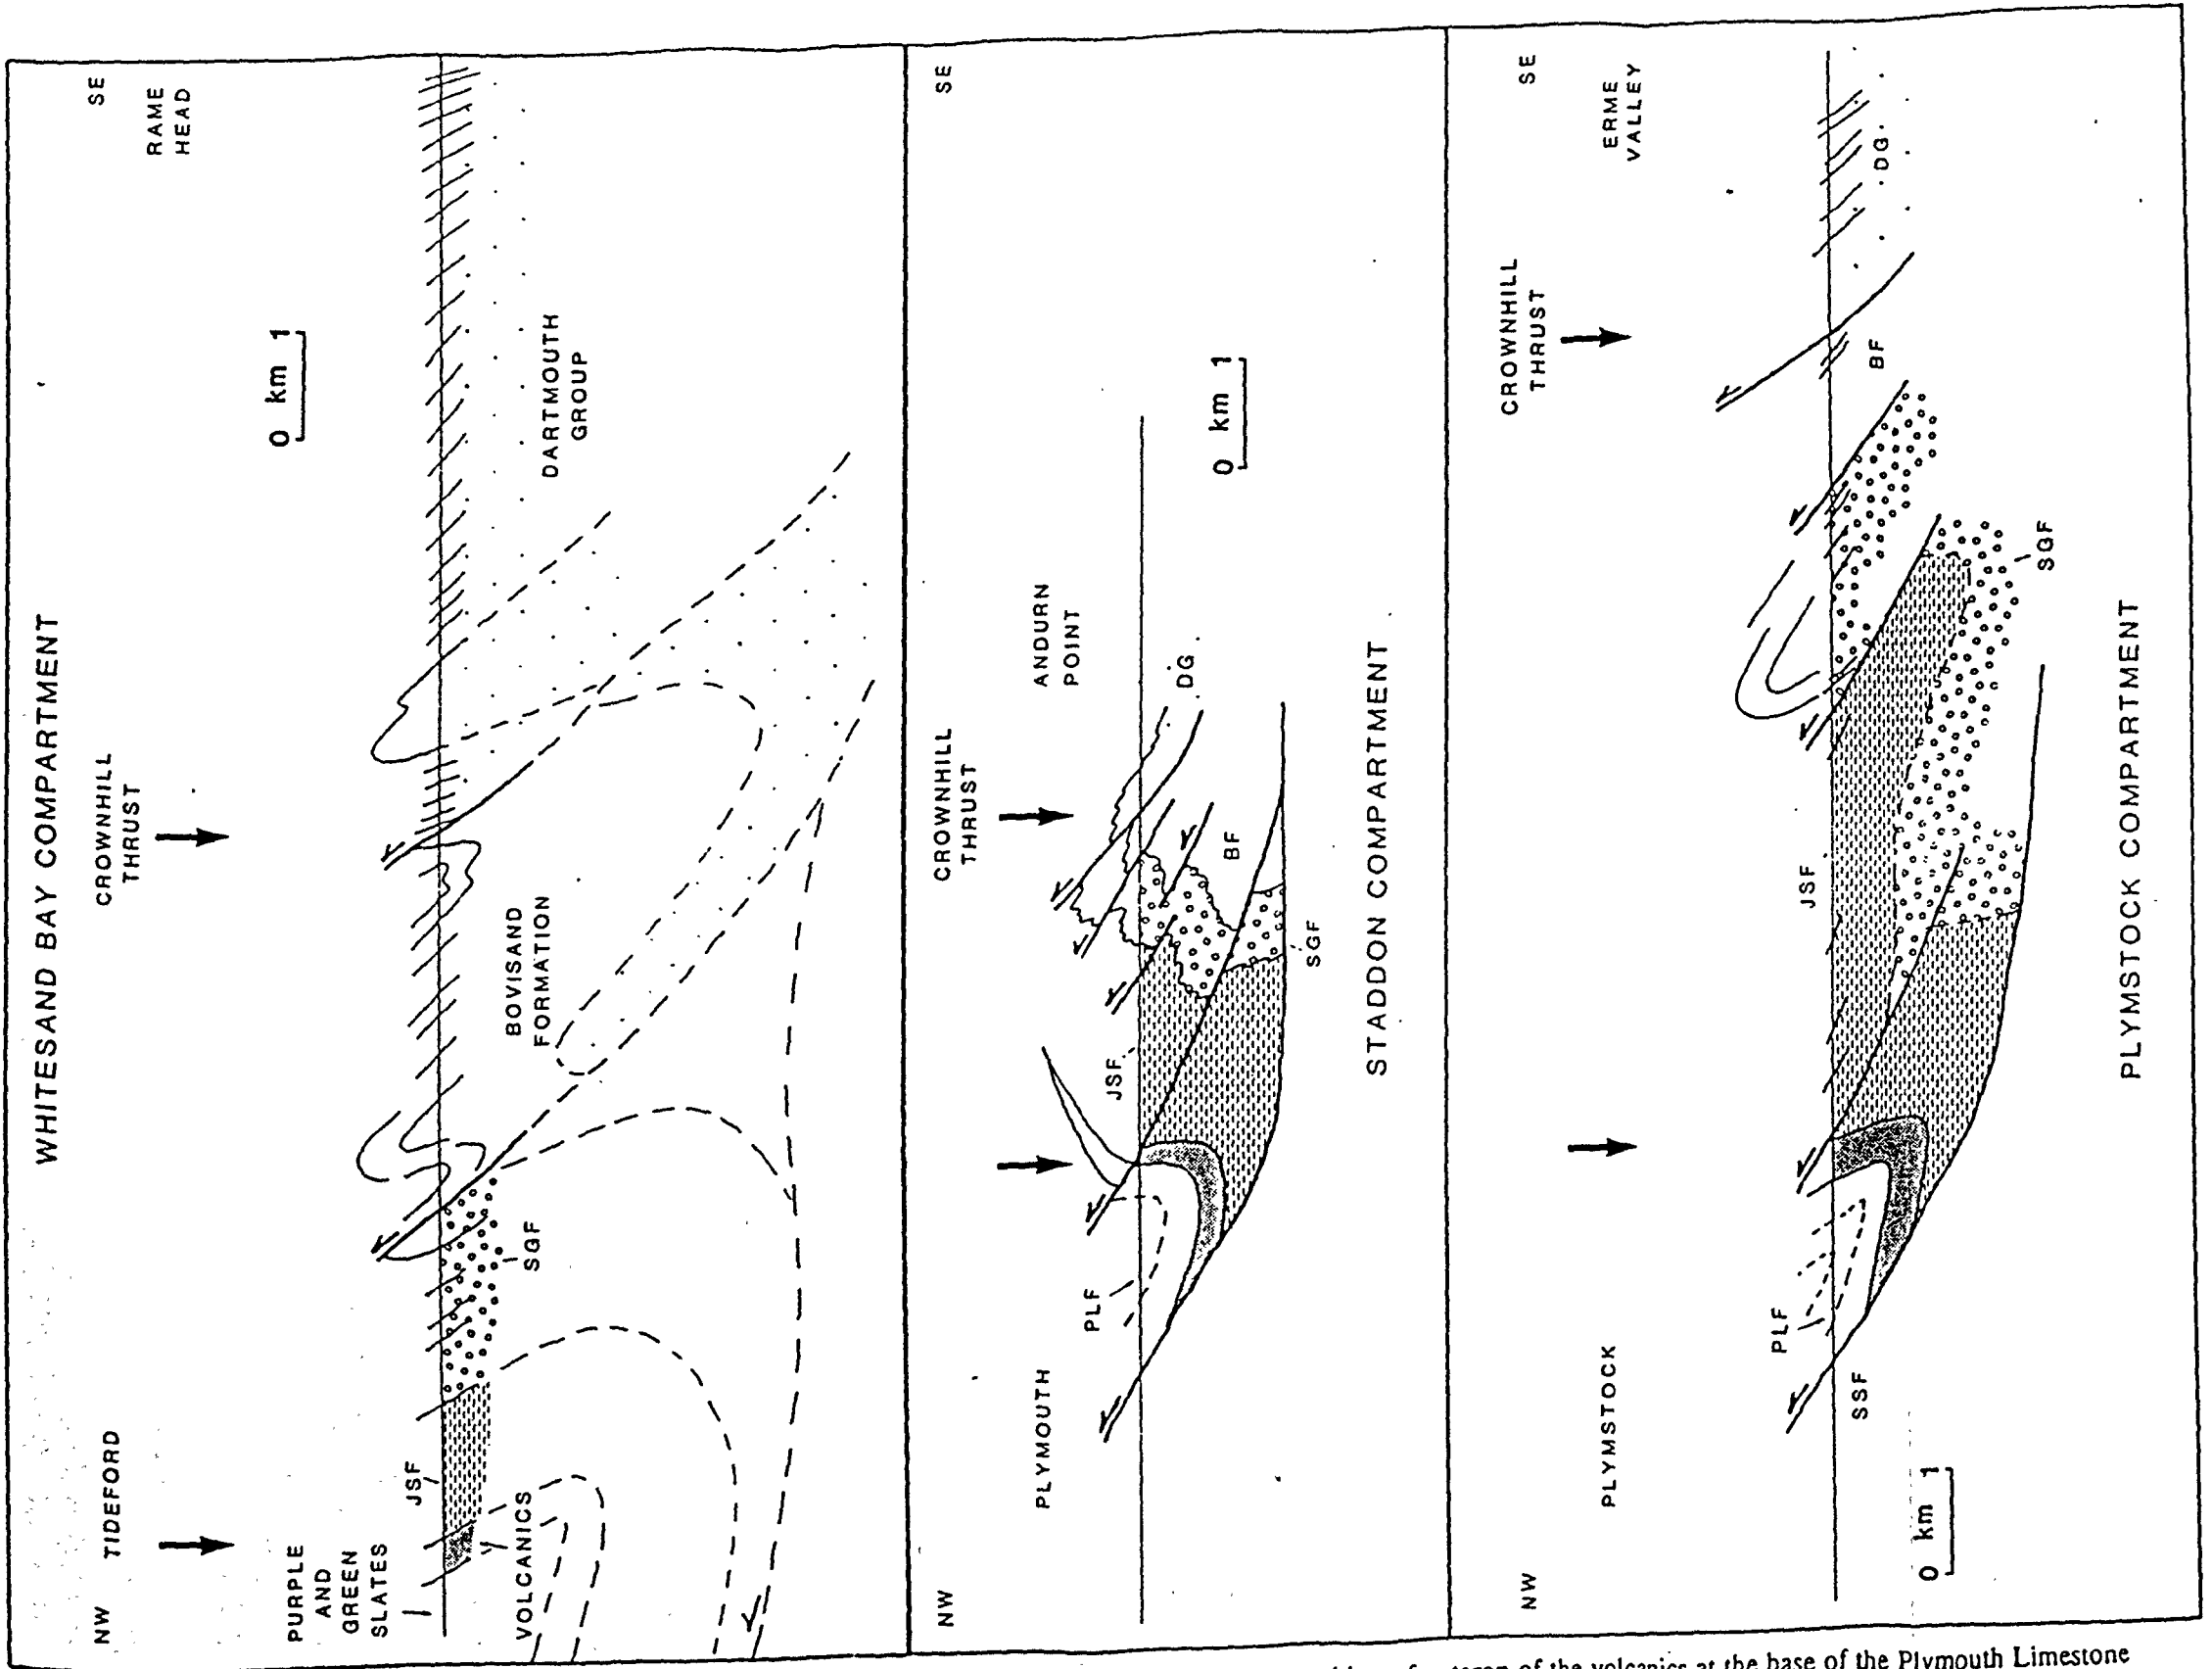 WHITESAND BAY COMPARTMENT
NW
SE
TIDEFORD
CROWNHILL
THRUST
RAME
HEAD
0 km 1
PURPLE
AND
GREEN
SLATES
JSF
VOLCANICS
SGF
BOVISAND
FORMATION
DARTMOUTH
GROUP
NW
SE
CROWNHILL
THRUST
PLYMOUTH
ANDURN
POINT
PLF
JSF
DG
BF
0 km 1
SGF
STADDON COMPARTMENT
NW
SE
CROWNHILL
THRUST
PLYMSTOCK
ERME
VALLEY
PLF
JSF
SSF
BF
DG
0 km 1
SGF
PLYMSTOCK COMPARTMENT
of the volcanics at the base of the Plymouth Limestone